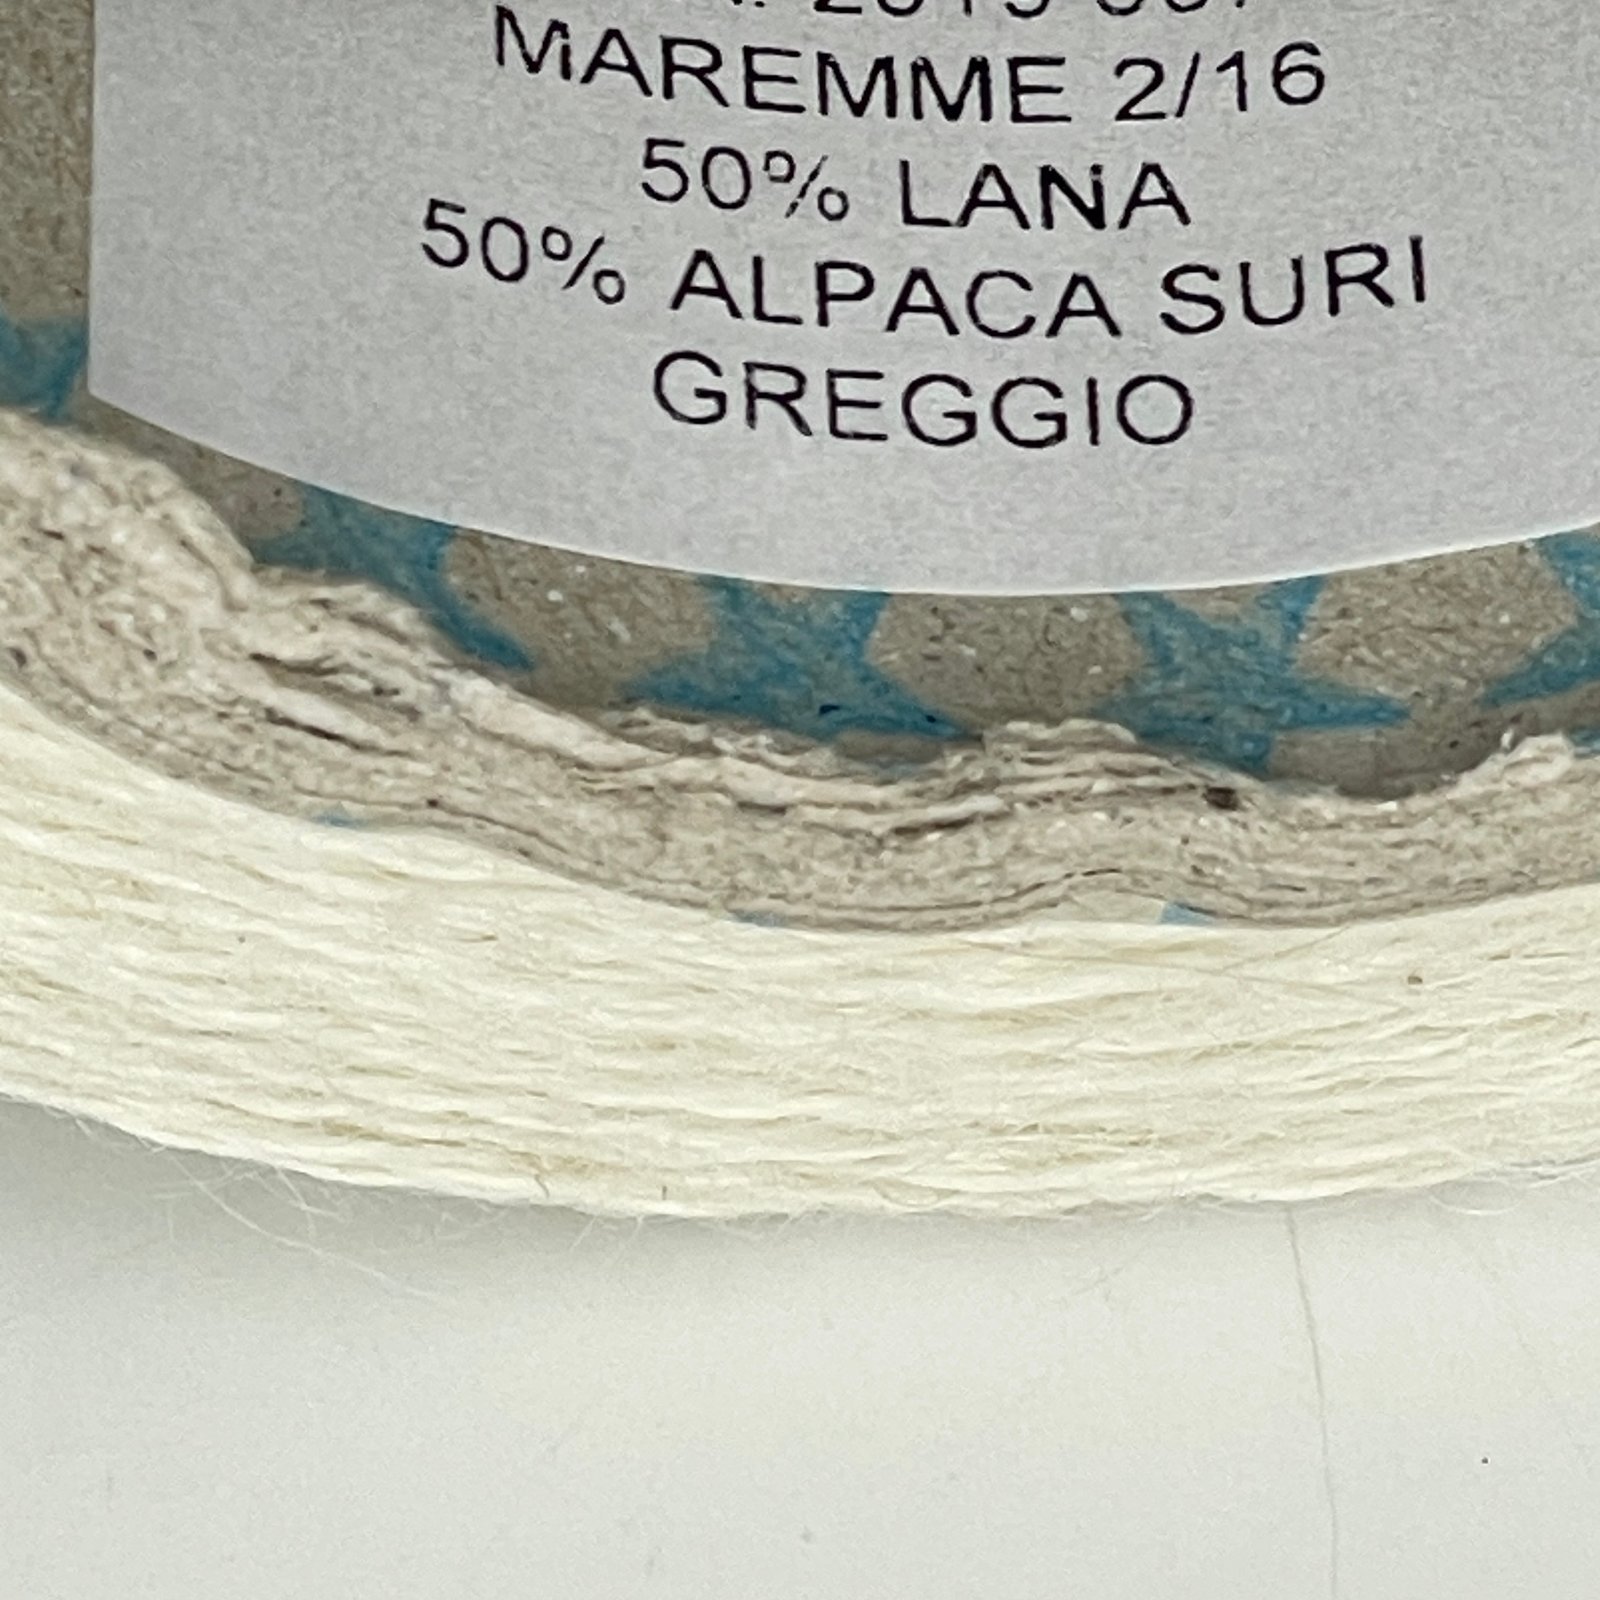 MAREMME 2/16
50% LANA
50% ALPACA SURI
GREGGIO